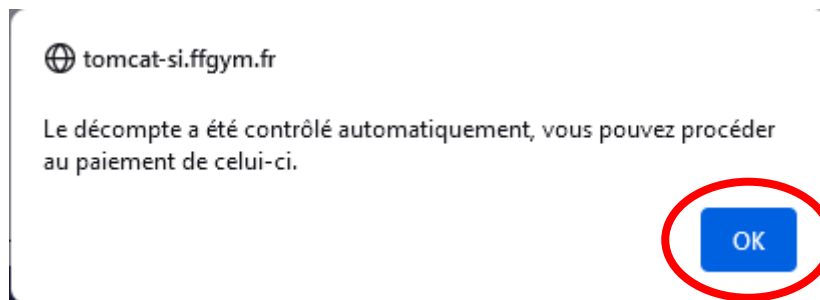 tomcat-si.ffgym.fr
Le décompte a été contrôlé automatiquement, vous pouvez procéder
au paiement de celui-ci.
OK